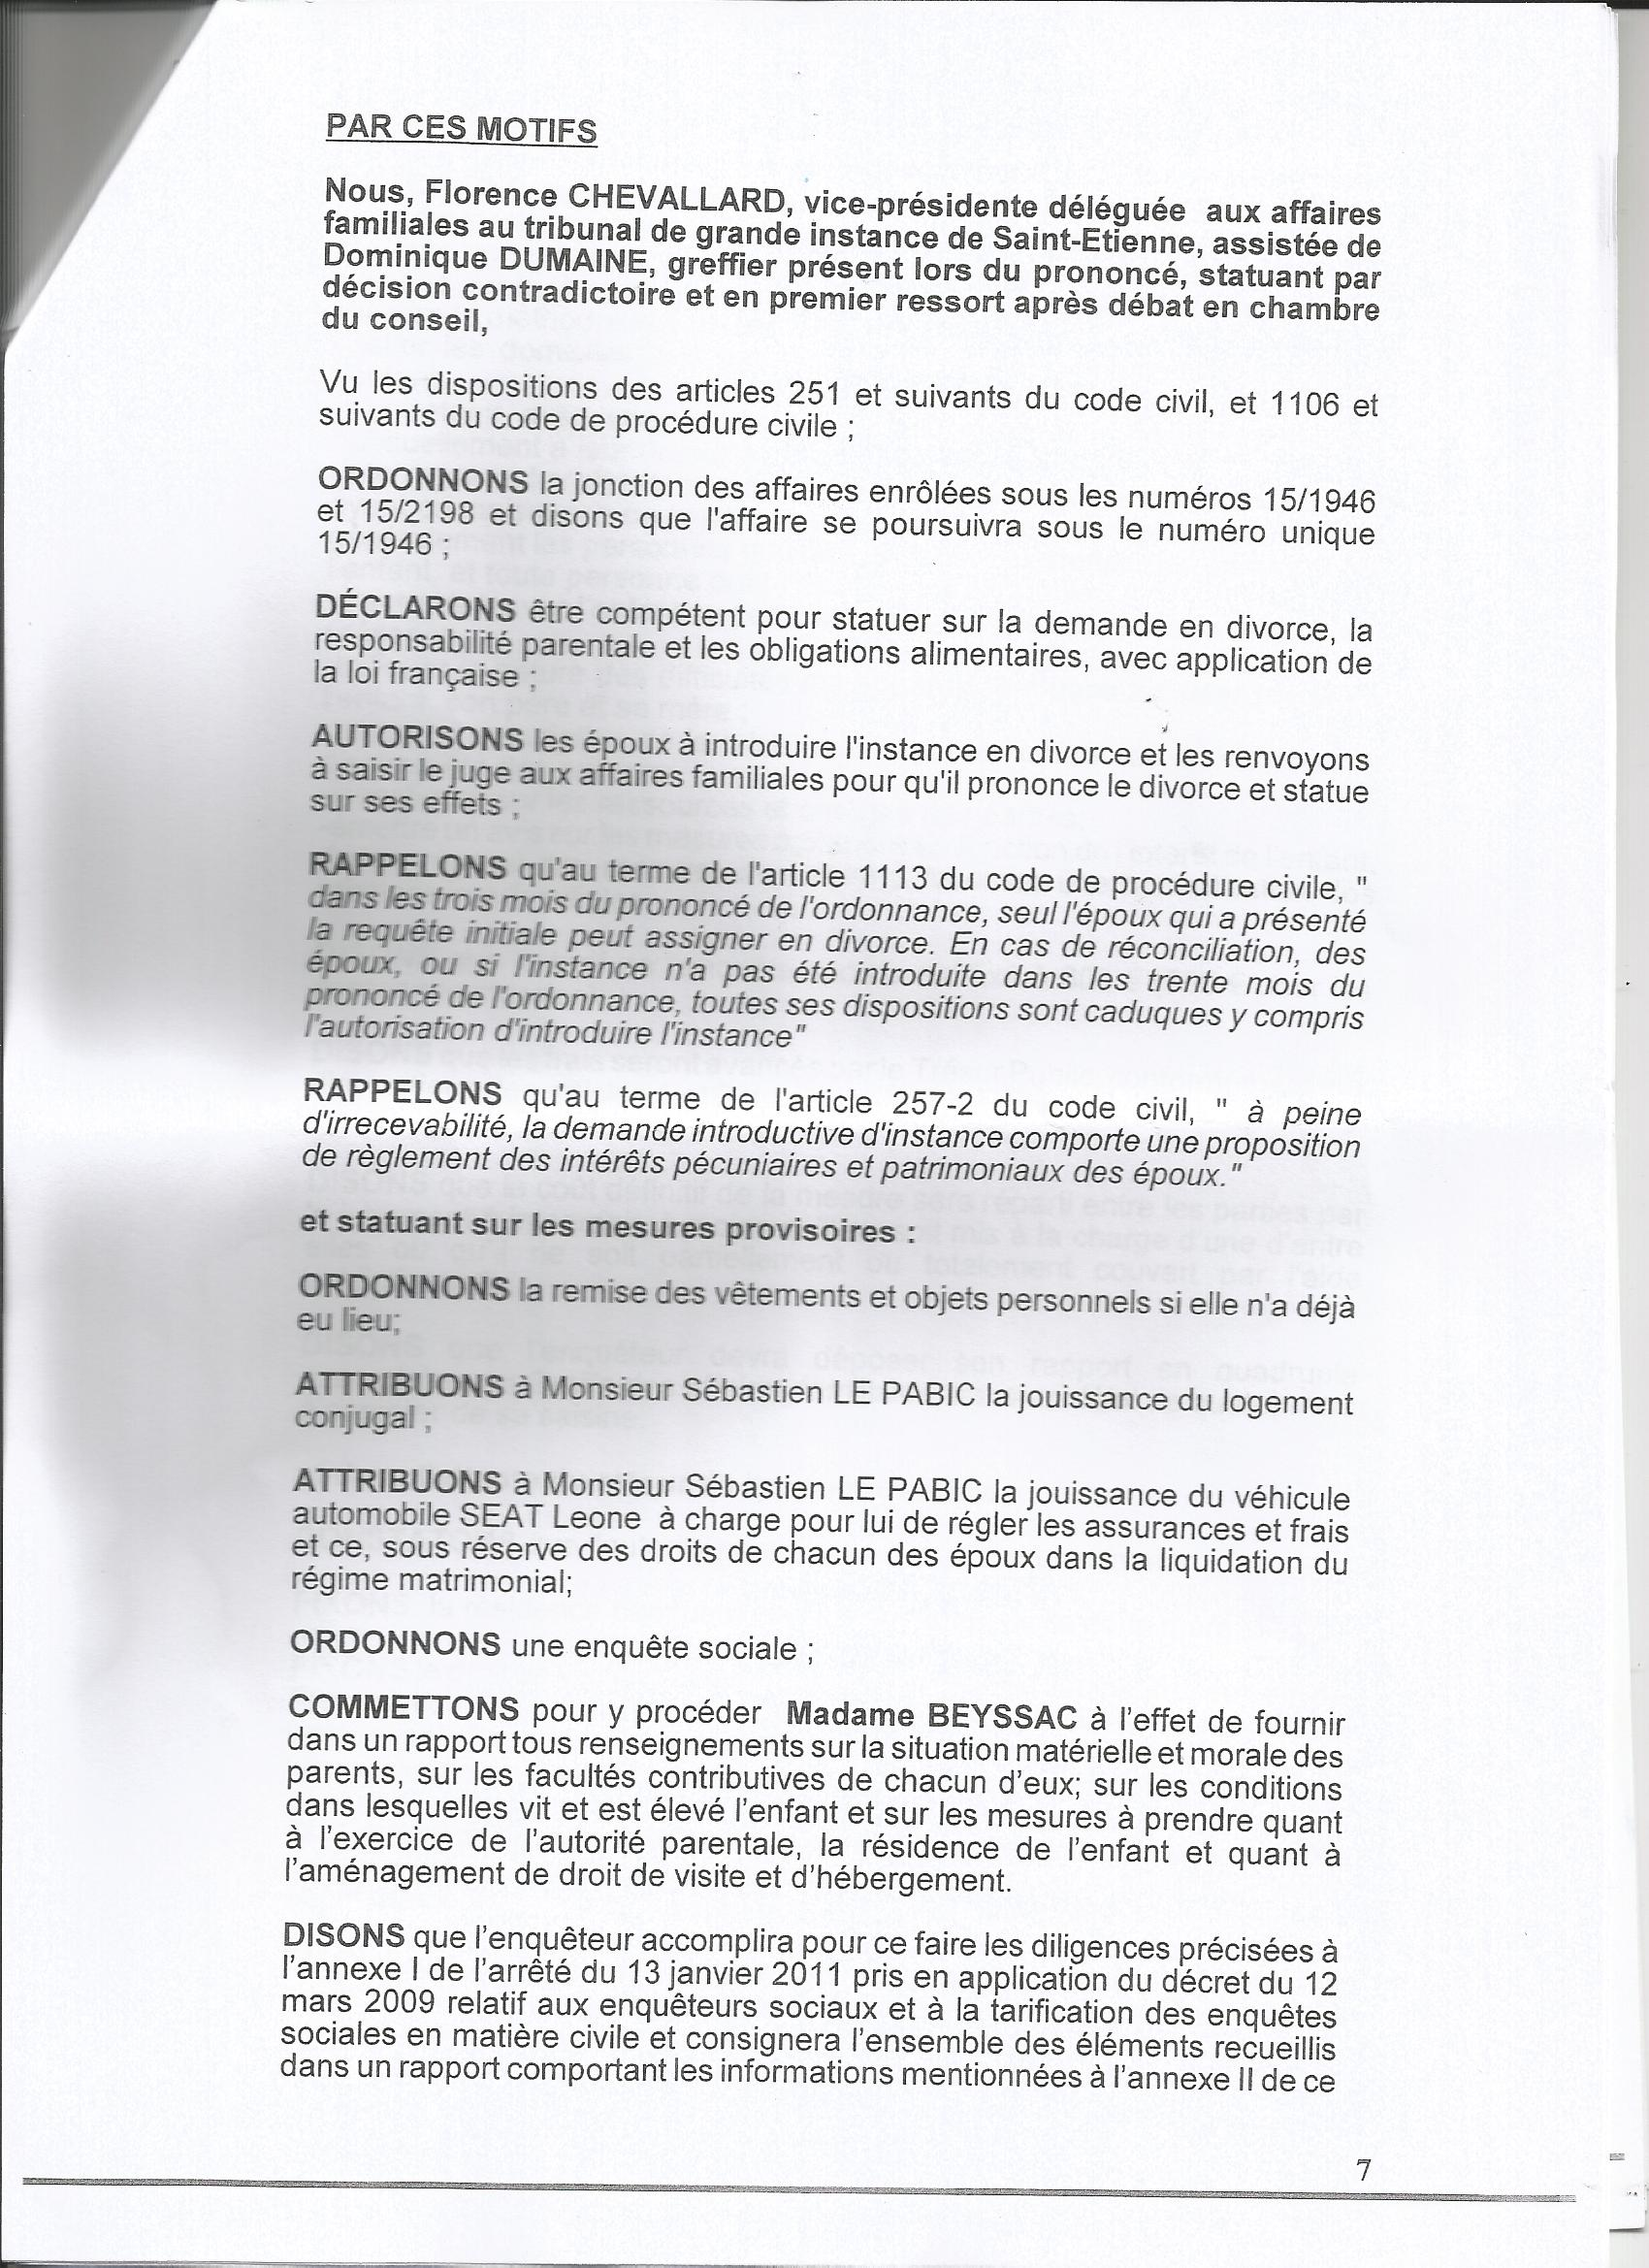 PAR CES MOTIFS
Nous, Florence CHEVALLARD, vice-présidente déléguée aux affaires
familiales au tribunal de grande instance de Saint-Etienne, assistée de
Dominique DUMAINE, greffier présent lors du prononcé, statuant par
décision contradictoire et en premier ressort après débat en chambre
du conseil,
Vu les dispositions des articles 251 et suivants du code civil, et 1106 et
suivants du code de procédure civile ;
ORDONNONS la jonction des affaires enrôlées sous les numéros 15/1946
et 15/2198 et disons que l'affaire se poursuivra sous le numéro unique
15/1946 ;
DÉCLARONS être compétent pour statuer sur la demande en divorce, la
responsabilité parentale et les obligations alimentaires, avec application de
la loi française ;
AUTORISONS les époux à introduire l'instance en divorce et les renvoyons
à saisir le juge aux affaires familiales pour qu'il prononce le divorce et statue
sur ses effets ;
RAPPELONS qu'au terme de l'article 1113 du code de procédure civile, "
dans les trois mois du prononcé de l'ordonnance, seul l'époux qui a présenté
la requête initiale peut assigner en divorce. En cas de réconciliation, des
époux, ou si l'instance n'a pas été introduite dans les trente mois du
prononcé de l'ordonnance, toutes ses dispositions sont caduques y compris
l'autorisation d'introduire l'instance"
RAPPELONS qu'au terme de l'article 257-2 du code civil, " à peine
d'irrecevabilité, la demande introductive d'instance comporte une proposition
de règlement des intérêts pécuniaires et patrimoniaux des époux."
et statuant sur les mesures provisoires :
ORDONNONS la remise des vêtements et objets personnels si elle n'a déjà
eu lieu;
ATTRIBUONS à Monsieur Sébastien LE PABIC la jouissance du logement
conjugal ;
ATTRIBUONS à Monsieur Sébastien LE PABIC la jouissance du véhicule
automobile SEAT Leone à charge pour lui de régler les assurances et frais
et ce, sous réserve des droits de chacun des époux dans la liquidation du
régime matrimonial;
ORDONNONS une enquête sociale ;
COMMETTONS pour y procéder Madame BEYSSAC à l'effet de fournir
dans un rapport tous renseignements sur la situation matérielle et morale des
parents, sur les facultés contributives de chacun d'eux; sur les conditions
dans lesquelles vit et est élevé l'enfant et sur les mesures à prendre quant
à l'exercice de l'autorité parentale, la résidence de l'enfant et quant à
l'aménagement de droit de visite et d'hébergement.
DISONS que l'enquêteur accomplira pour ce faire les diligences précisées à
l'annexe I de l'arrêté du 13 janvier 2011 pris en application du décret du 12
mars 2009 relatif aux enquêteurs sociaux et à la tarification des enquêtes
sociales en matière civile et consignera l'ensemble des éléments recueillis
dans un rapport comportant les informations mentionnées à l'annexe II de ce
7